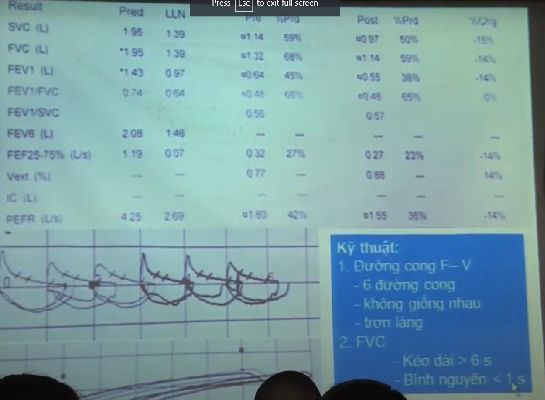 Press Esc to exit full screen
Result Pred LLN Pre %Prd Post %Prd %Chg
SVC (L) 1.95 1.39 ¤1.14 59% ¤0.97 50% -15%
FVC (L) *1.95 1.39 ¤1.32 68% ¤1.14 59% -14%
FEV1 (L) *1.43 0.97 ¤0.64 45% ¤0.55 38% -14%
FEV1/FVC 0.74 0.64 ¤0.48 65% ¤0.48 65% 0%
FEV1/SVC 0.56 0.57
FEV6 (L) 2.08 1.46 --- --- --- --- ---
FEF25-75% (L/s) 1.19 0.07 0.32 27% 0.27 23% -14%
Vext (%) --- --- 0.77 --- 0.88 --- 14%
IC (L) --- --- --- --- --- --- ---
PEFR (L/s) 4.25 2.69 ¤1.80 42% ¤1.55 36% -14%
Kỹ thuật:
1. Đường cong F– V
- 6 đường cong
- không giống nhau
- trơn láng
2. FVC
- Kéo dài > 6 s
- Bình nguyên < 1 s